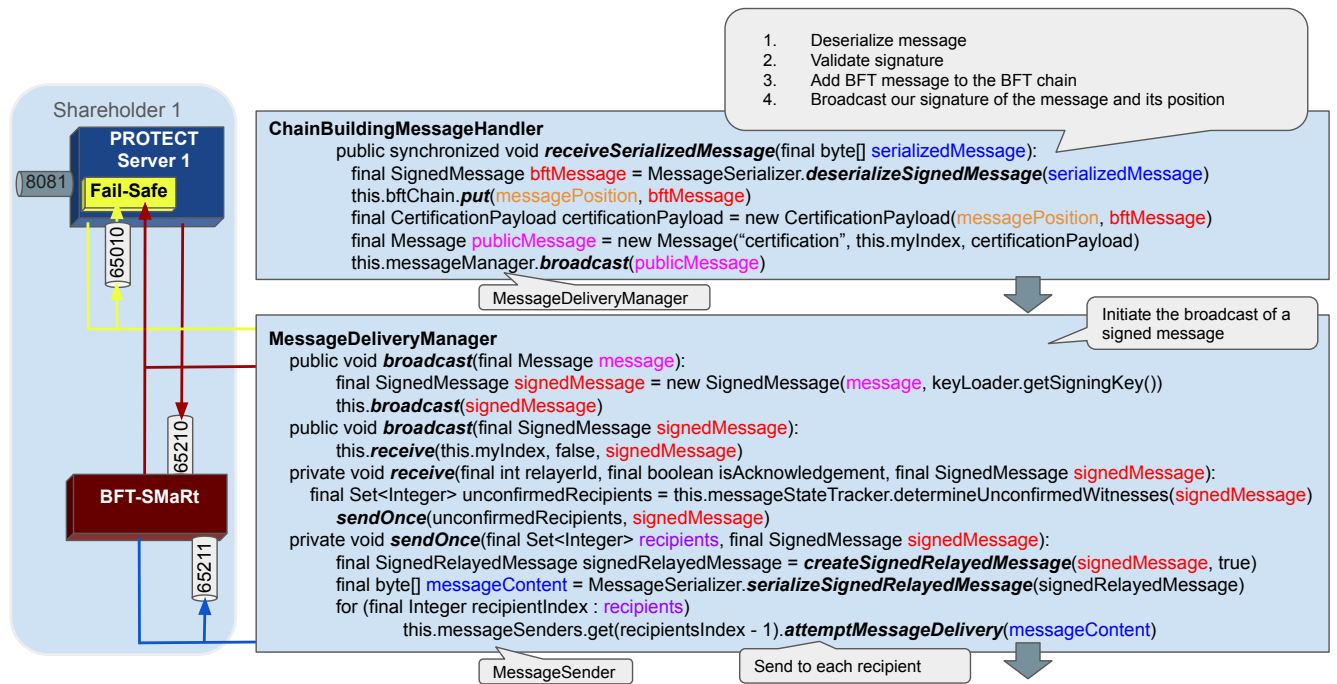 1. Deserialize message
2. Validate signature
3. Add BFT message to the BFT chain
4. Broadcast our signature of the message and its position
Shareholder 1
PROTECT
Server 1
8081
Fail-Safe
65010
65210
BFT-SMaRt
65211
ChainBuildingMessageHandler
public synchronized void receiveSerializedMessage(final byte[] serializedMessage):
final SignedMessage bftMessage = MessageSerializer.deserializeSignedMessage(serializedMessage)
this.bftChain.put(messagePosition, bftMessage)
final CertificationPayload certificationPayload = new CertificationPayload(messagePosition, bftMessage)
final Message publicMessage = new Message(“certification”, this.myIndex, certificationPayload)
this.messageManager.broadcast(publicMessage)
MessageDeliveryManager
Initiate the broadcast of a
signed message
MessageDeliveryManager
public void broadcast(final Message message):
final SignedMessage signedMessage = new SignedMessage(message, keyLoader.getSigningKey())
this.broadcast(signedMessage)
public void broadcast(final SignedMessage signedMessage):
this.receive(this.myIndex, false, signedMessage)
private void receive(final int relayerId, final boolean isAcknowledgement, final SignedMessage signedMessage):
final Set<Integer> unconfirmedRecipients = this.messageStateTracker.determineUnconfirmedWitnesses(signedMessage)
sendOnce(unconfirmedRecipients, signedMessage)
private void sendOnce(final Set<Integer> recipients, final SignedMessage signedMessage):
final SignedRelayedMessage signedRelayedMessage = createSignedRelayedMessage(signedMessage, true)
final byte[] messageContent = MessageSerializer.serializeSignedRelayedMessage(signedRelayedMessage)
for (final Integer recipientIndex : recipients)
this.messageSenders.get(recipientsIndex - 1).attemptMessageDelivery(messageContent)
MessageSender
Send to each recipient